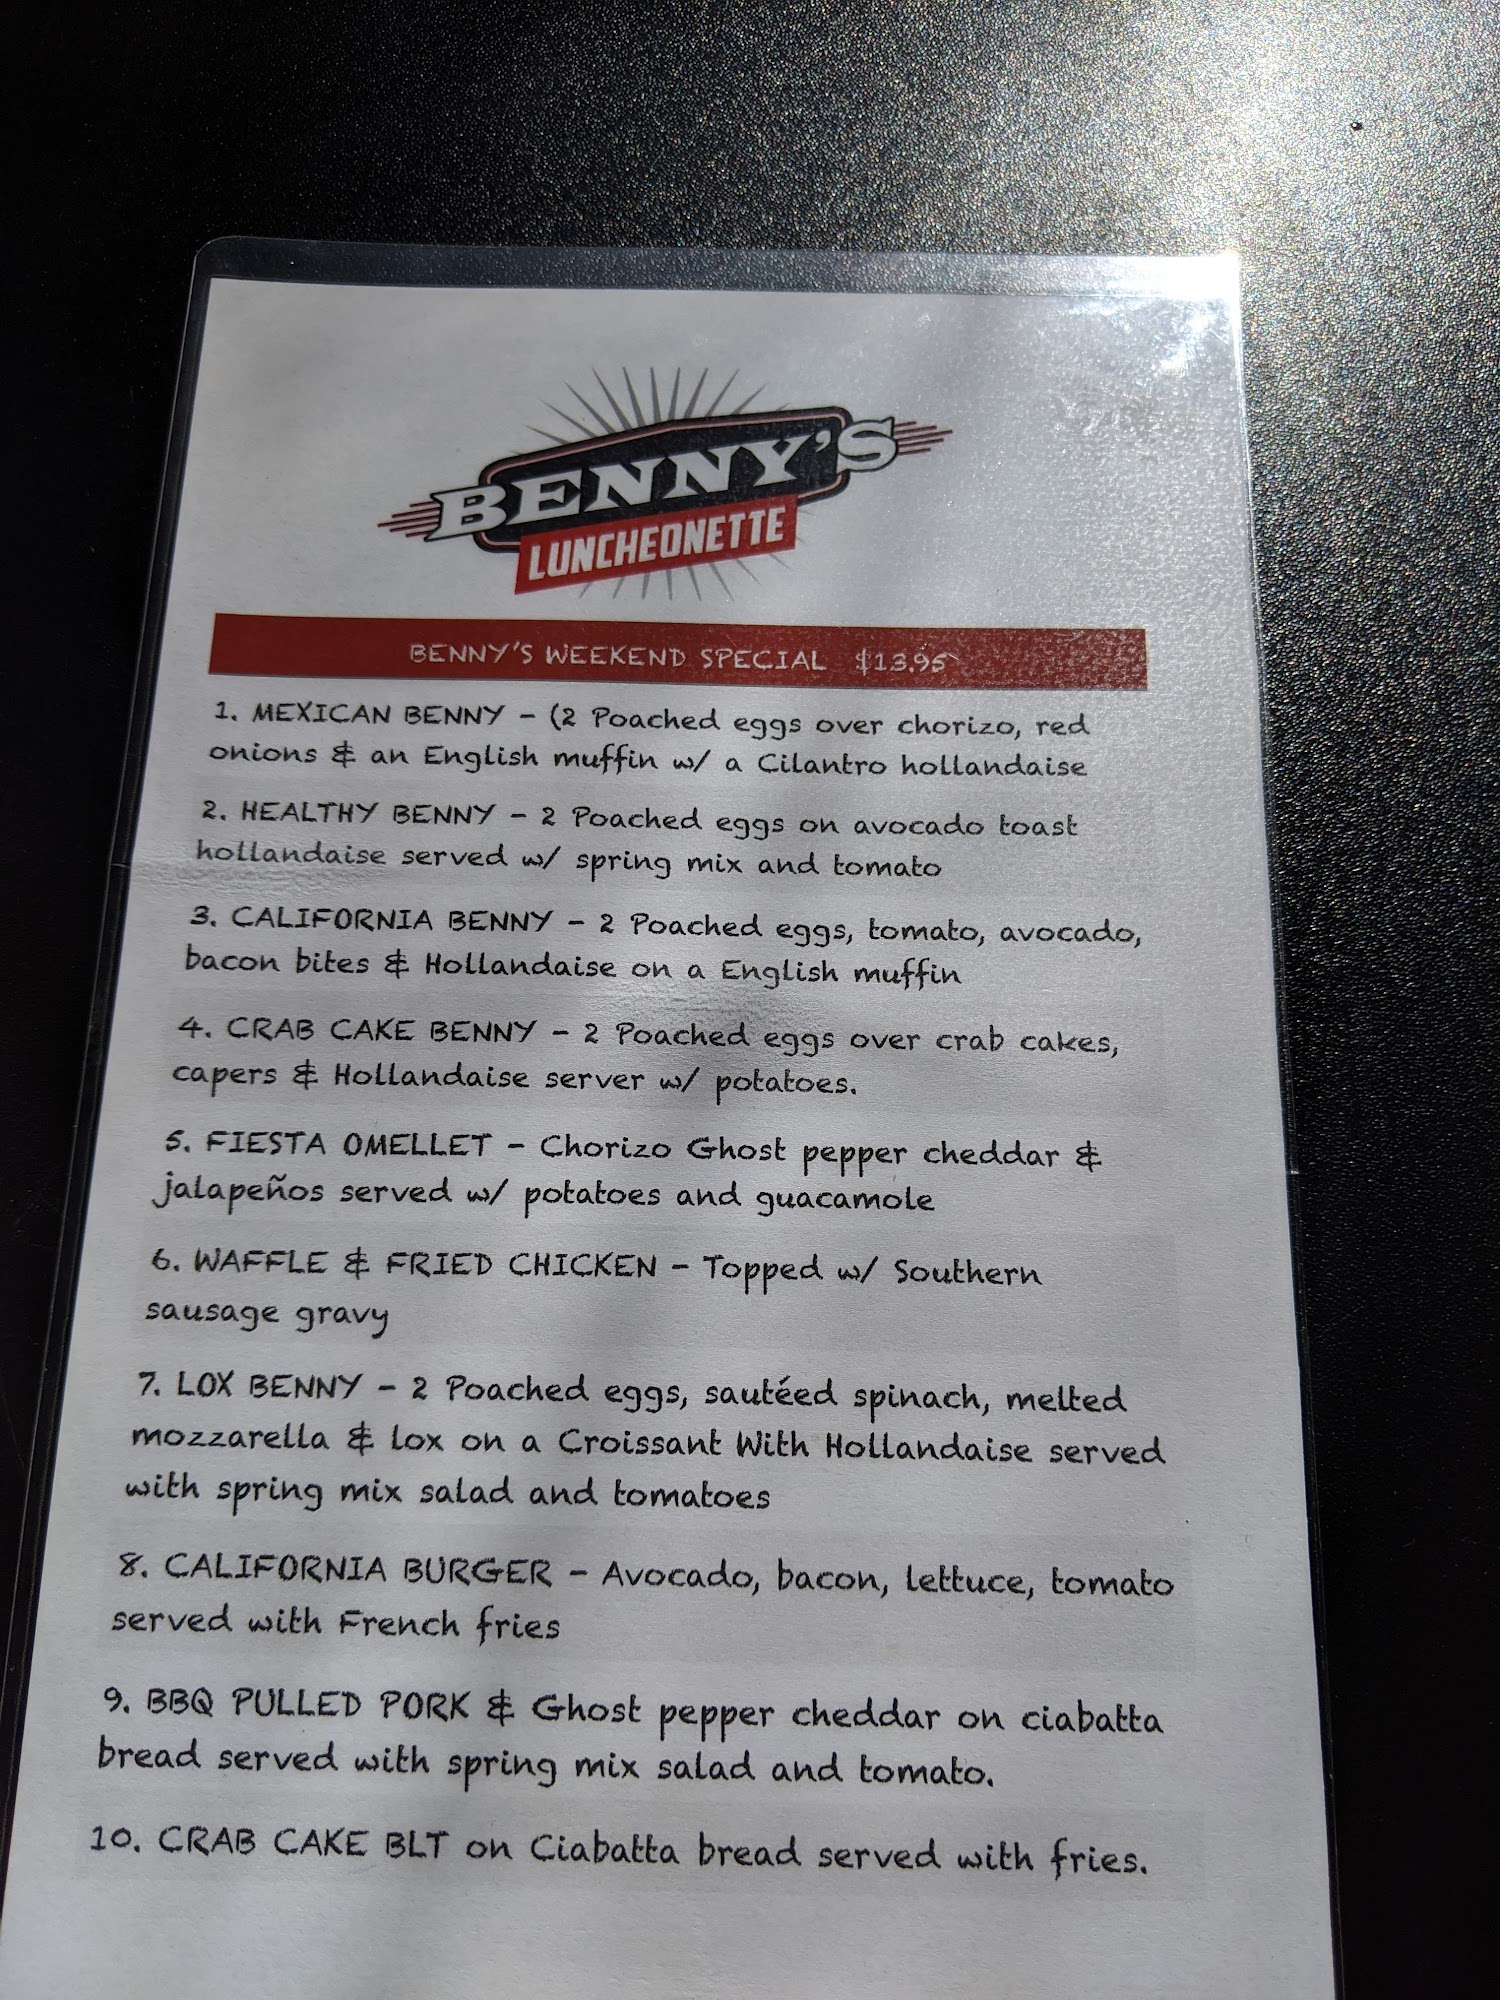 BENNY'S
LUNCHEONETTE
BENNY'S WEEKEND SPECIAL $13.95
1. MEXICAN BENNY - (2 Poached eggs over chorizo, red
onions & an English muffin w/ a Cilantro hollandaise
2. HEALTHY BENNY - 2 Poached eggs on avocado toast
hollandaise served w/ spring mix and tomato
3. CALIFORNIA BENNY - 2 Poached eggs, tomato, avocado,
bacon bites & Hollandaise on a English muffin
4. CRAB CAKE BENNY - 2 Poached eggs over crab cakes,
capers & Hollandaise server w/ potatoes.
5. FIESTA OMELLET - Chorizo Ghost pepper cheddar &
jalapeños served w/ potatoes and guacamole
6. WAFFLE & FRIED CHICKEN - Topped w/ Southern
sausage gravy
7. LOX BENNY - 2 Poached eggs, sautéed spinach, melted
mozzarella & lox on a Croissant With Hollandaise served
with spring mix salad and tomatoes
8. CALIFORNIA BURGER - Avocado, bacon, lettuce, tomato
served with French fries
9. BBQ PULLED PORK & Ghost pepper cheddar on ciabatta
bread served with spring mix salad and tomato.
10. CRAB CAKE BLT on Ciabatta bread served with fries.